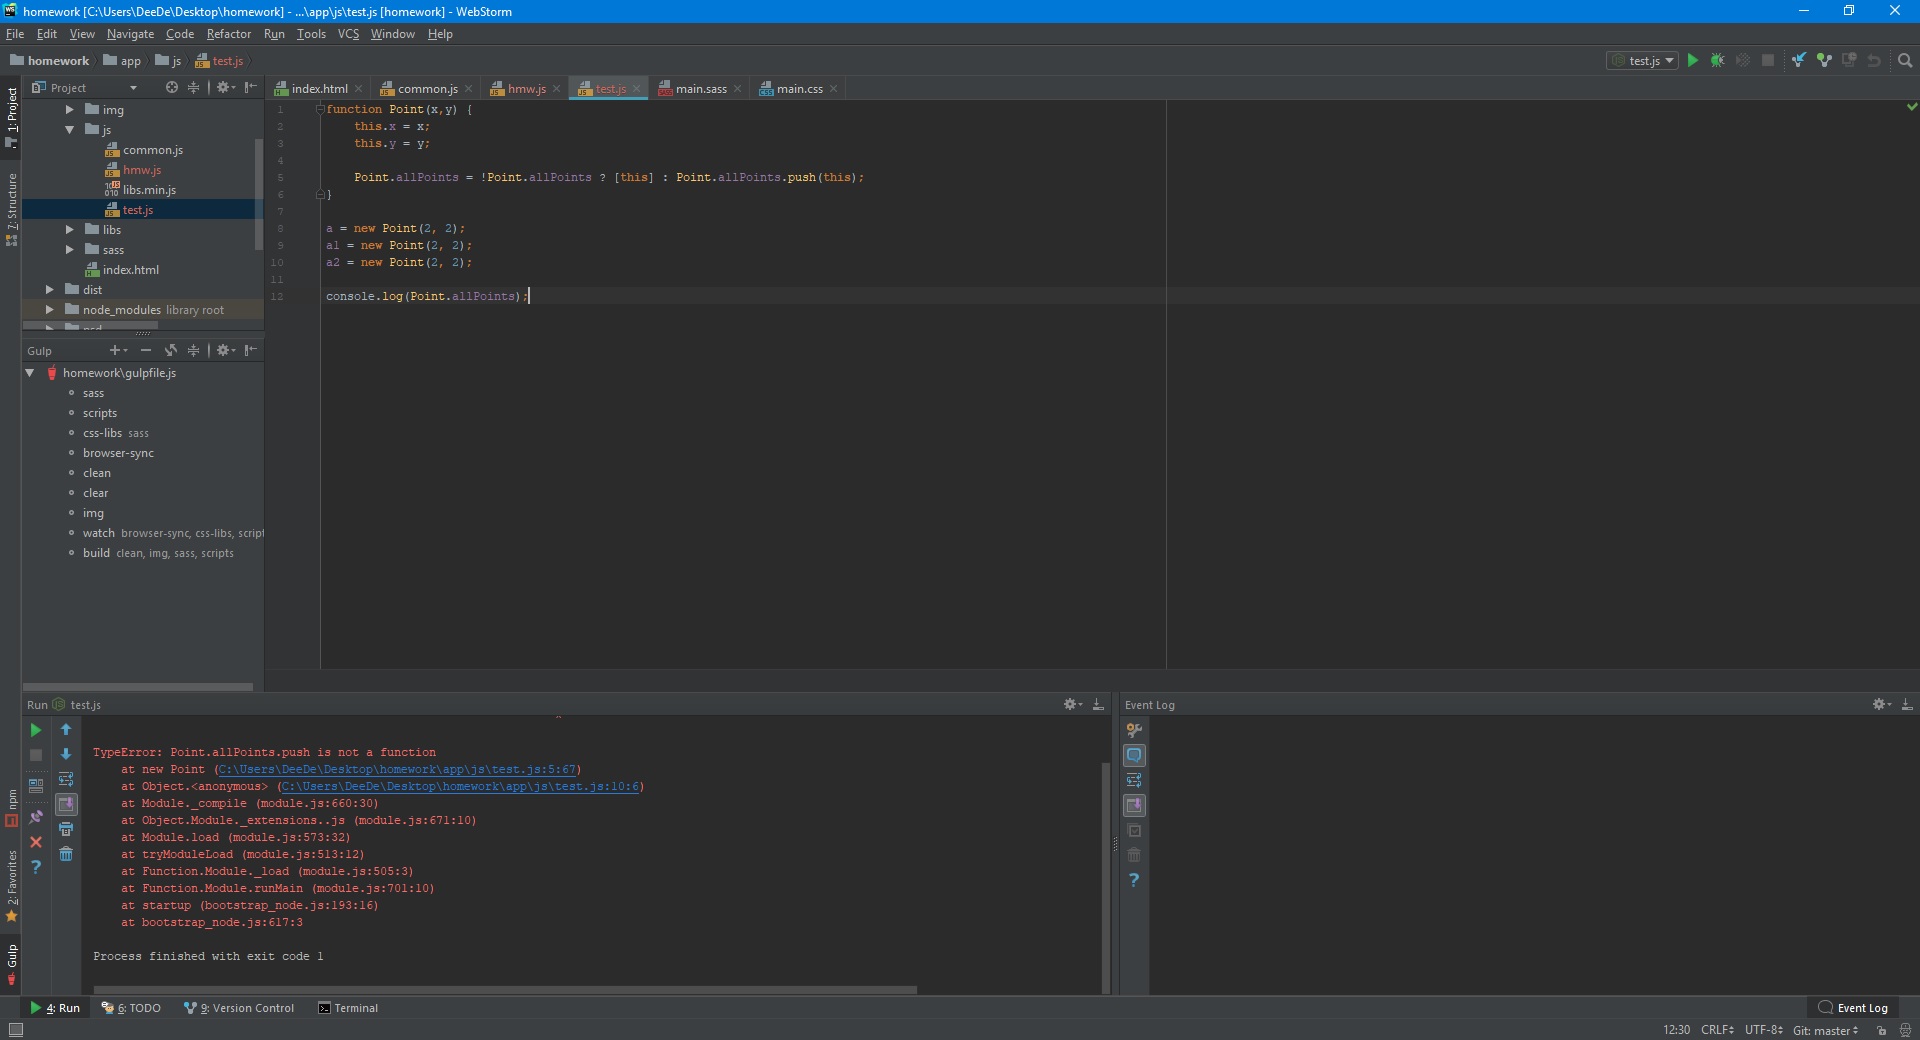 homework [C:\Users\DeeDe\Desktop\homework] - ...\app\js\test.js [homework] - WebStorm
File Edit View Navigate Code Refactor Run Tools VCS Window Help
homework app js test.js
test.js
1: Project
7: Structure
npm
2: Favorites
Gulp
Project
img
js
common.js
hmw.js
libs.min.js
test.js
libs
sass
index.html
dist
node_modules library root
psd
index.html common.js hmw.js test.js main.sass main.css
1 function Point(x,y) {
2 this.x = x;
3 this.y = y;
4
5 Point.allPoints = !Point.allPoints ? [this] : Point.allPoints.push(this);
6 }
7
8 a = new Point(2, 2);
9 a1 = new Point(2, 2);
10 a2 = new Point(2, 2);
11
12 console.log(Point.allPoints);
Gulp
homework\gulpfile.js
sass
scripts
css-libs sass
browser-sync
clean
clear
img
watch browser-sync, css-libs, script
build clean, img, sass, scripts
Run test.js
^
TypeError: Point.allPoints.push is not a function
at new Point (C:\Users\DeeDe\Desktop\homework\app\js\test.js:5:67)
at Object.<anonymous> (C:\Users\DeeDe\Desktop\homework\app\js\test.js:10:6)
at Module._compile (module.js:660:30)
at Object.Module._extensions..js (module.js:671:10)
at Module.load (module.js:573:32)
at tryModuleLoad (module.js:513:12)
at Function.Module._load (module.js:505:3)
at Function.Module.runMain (module.js:701:10)
at startup (bootstrap_node.js:193:16)
at bootstrap_node.js:617:3
Process finished with exit code 1
Event Log
4: Run 6: TODO 9: Version Control Terminal Event Log
12:30 CRLF UTF-8 Git: master